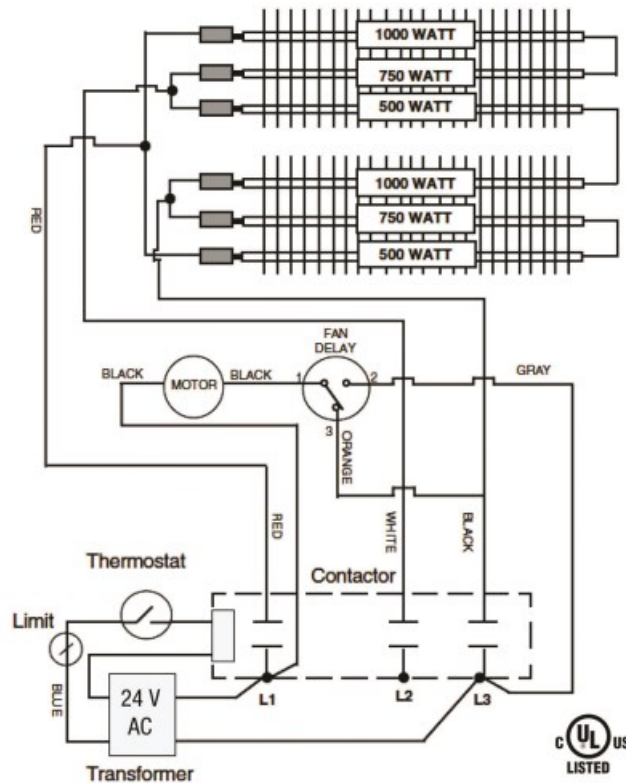 1000 WATT
750 WATT
500 WATT
1000 WATT
750 WATT
500 WATT
RED
FAN
DELAY
BLACK
MOTOR
BLACK
1
2
GRAY
3
ORANGE
RED
WHITE
BLACK
Thermostat
Contactor
Limit
BLUE
24 V
AC
L1
L2
L3
Transformer
C UL US
LISTED